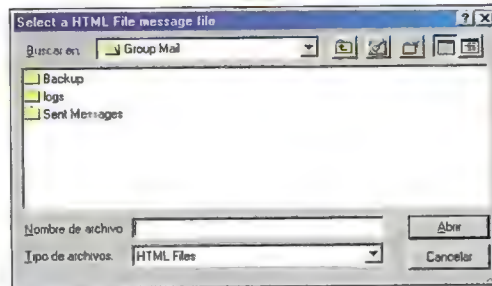 Select a HTML File message file
Buscar en: Group Mail
Backup
logs
Sent Messages
Nombre de archivo
Abrir
Tipo de archivos: HTML Files
Cancelar